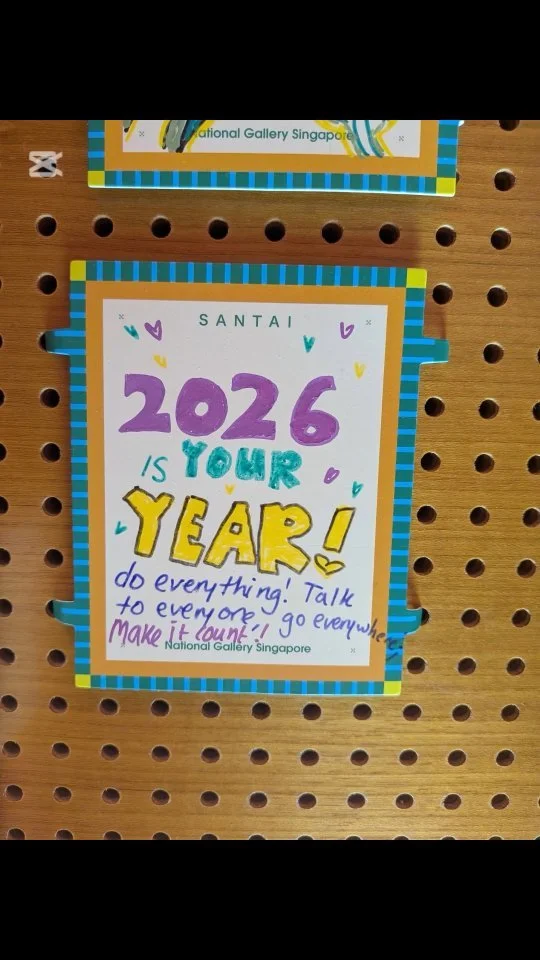 National Gallery Singapore
SANTAI
2026
IS YOUR
YEAR!
do everything! Talk
to everyone, go everywhere!
Make it count!!
National Gallery Singapore